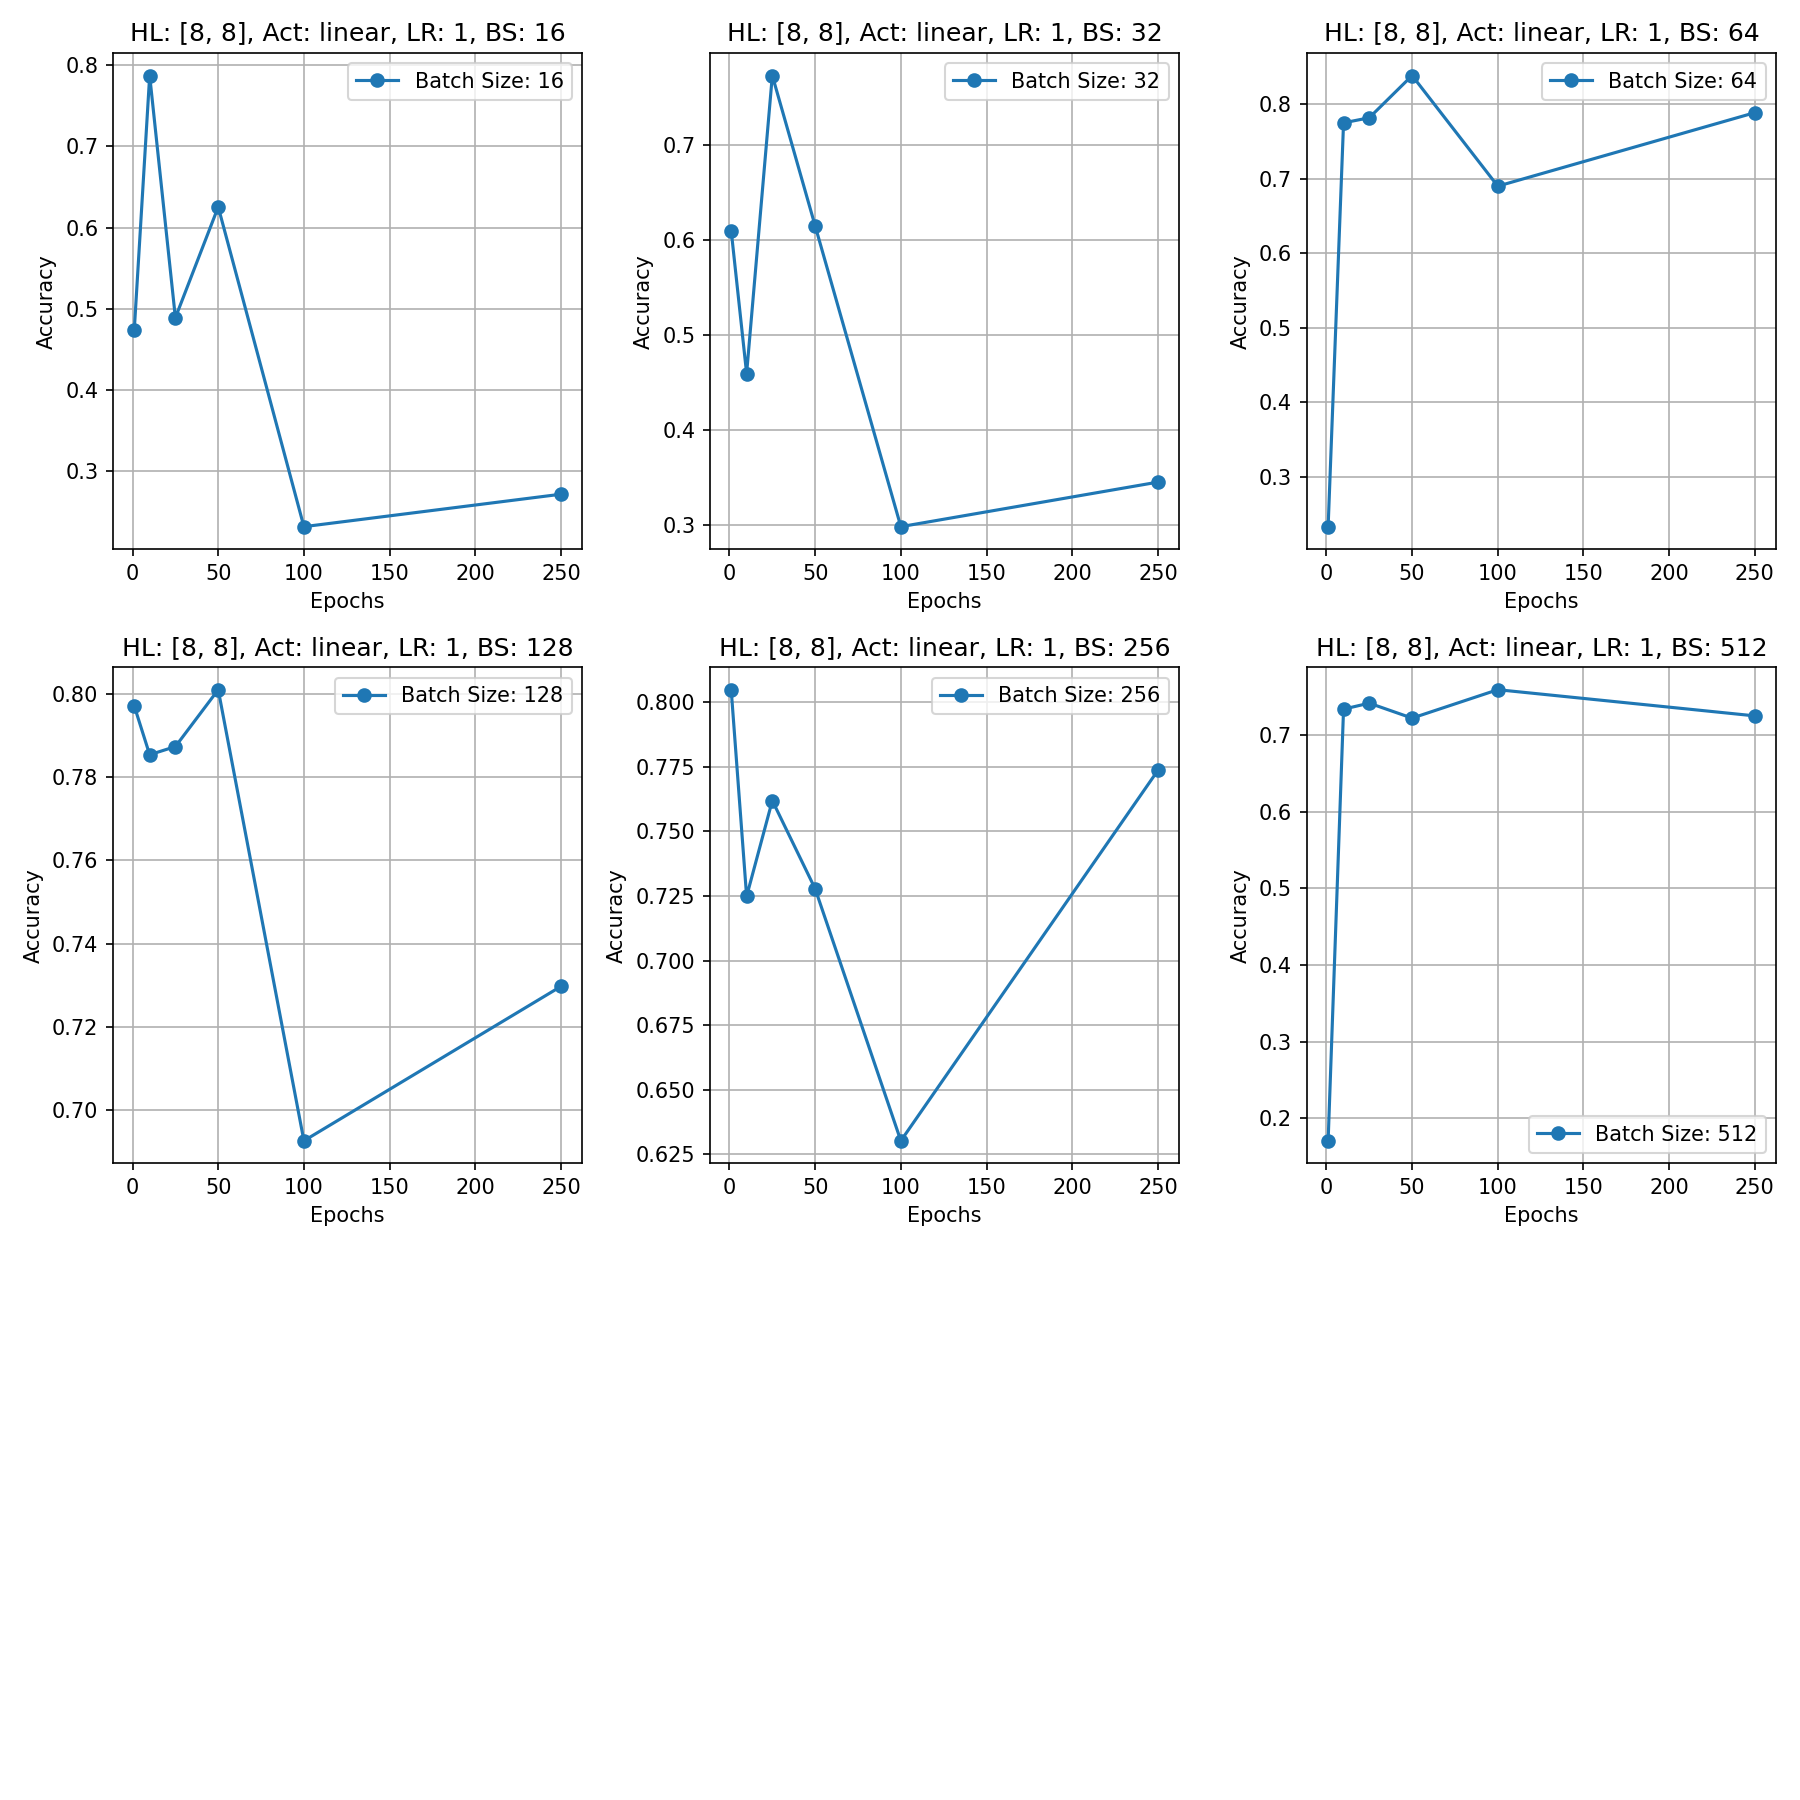 HL: [8, 8], Act: linear, LR: 1, BS: 16
Batch Size: 16
Accuracy
0.8
0.7
0.6
0.5
0.4
0.3
0 50 100 150 200 250
Epochs
HL: [8, 8], Act: linear, LR: 1, BS: 32
Batch Size: 32
Accuracy
0.7
0.6
0.5
0.4
0.3
0 50 100 150 200 250
Epochs
HL: [8, 8], Act: linear, LR: 1, BS: 64
Batch Size: 64
Accuracy
0.8
0.7
0.6
0.5
0.4
0.3
0 50 100 150 200 250
Epochs
HL: [8, 8], Act: linear, LR: 1, BS: 128
Batch Size: 128
Accuracy
0.80
0.78
0.76
0.74
0.72
0.70
0 50 100 150 200 250
Epochs
HL: [8, 8], Act: linear, LR: 1, BS: 256
Batch Size: 256
Accuracy
0.800
0.775
0.750
0.725
0.700
0.675
0.650
0.625
0 50 100 150 200 250
Epochs
HL: [8, 8], Act: linear, LR: 1, BS: 512
Accuracy
0.7
0.6
0.5
0.4
0.3
0.2
Batch Size: 512
0 50 100 150 200 250
Epochs